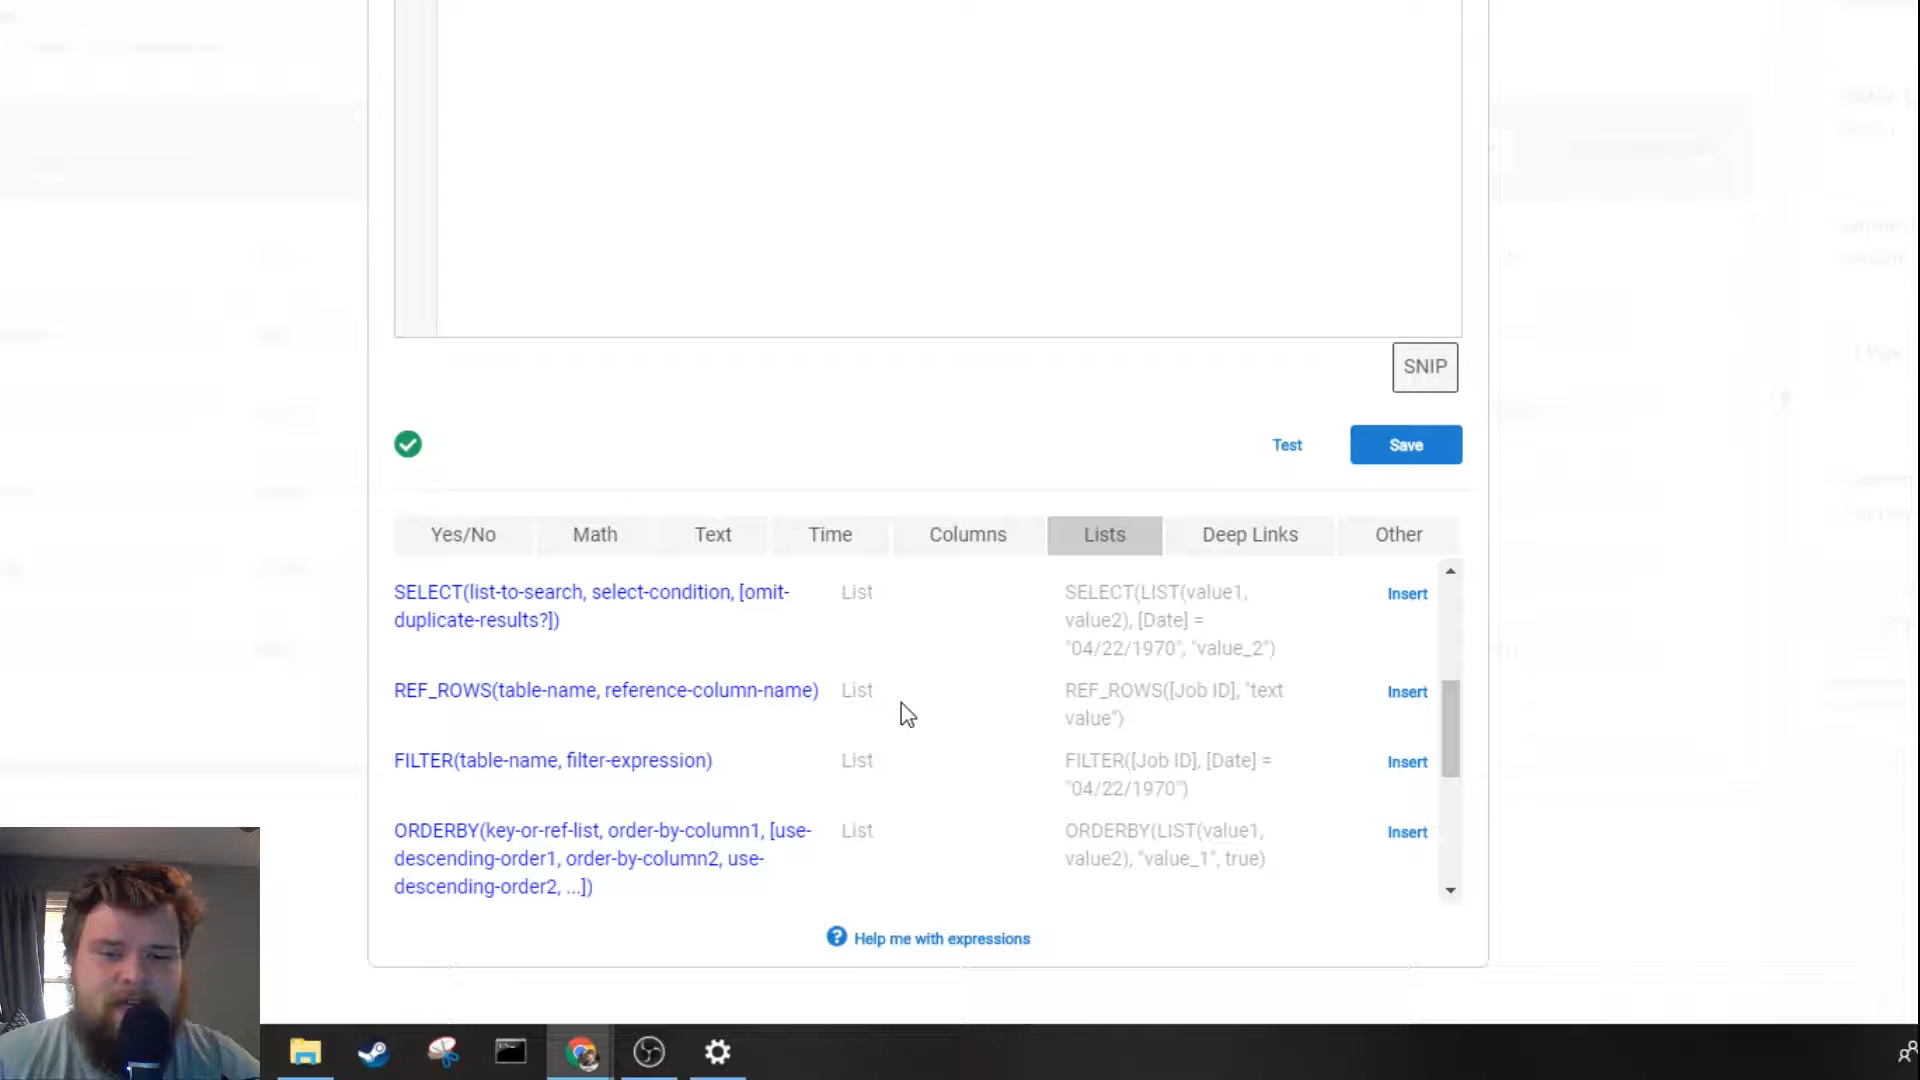 SNIP
Test
Save
Yes/No
Math
Text
Time
Columns
Lists
Deep Links
Other
SELECT(list-to-search, select-condition, [omit-
duplicate-results?])
List
SELECT(LIST(value1,
value2), [Date] =
"04/22/1970", "value_2")
Insert
REF_ROWS(table-name, reference-column-name)
List
REF_ROWS([Job ID], "text
value")
Insert
FILTER(table-name, filter-expression)
List
FILTER([Job ID], [Date] =
"04/22/1970")
Insert
ORDERBY(key-or-ref-list, order-by-column1, [use-
descending-order1, order-by-column2, use-
descending-order2, ...])
List
ORDERBY(LIST(value1,
value2), "value_1", true)
Insert
Help me with expressions